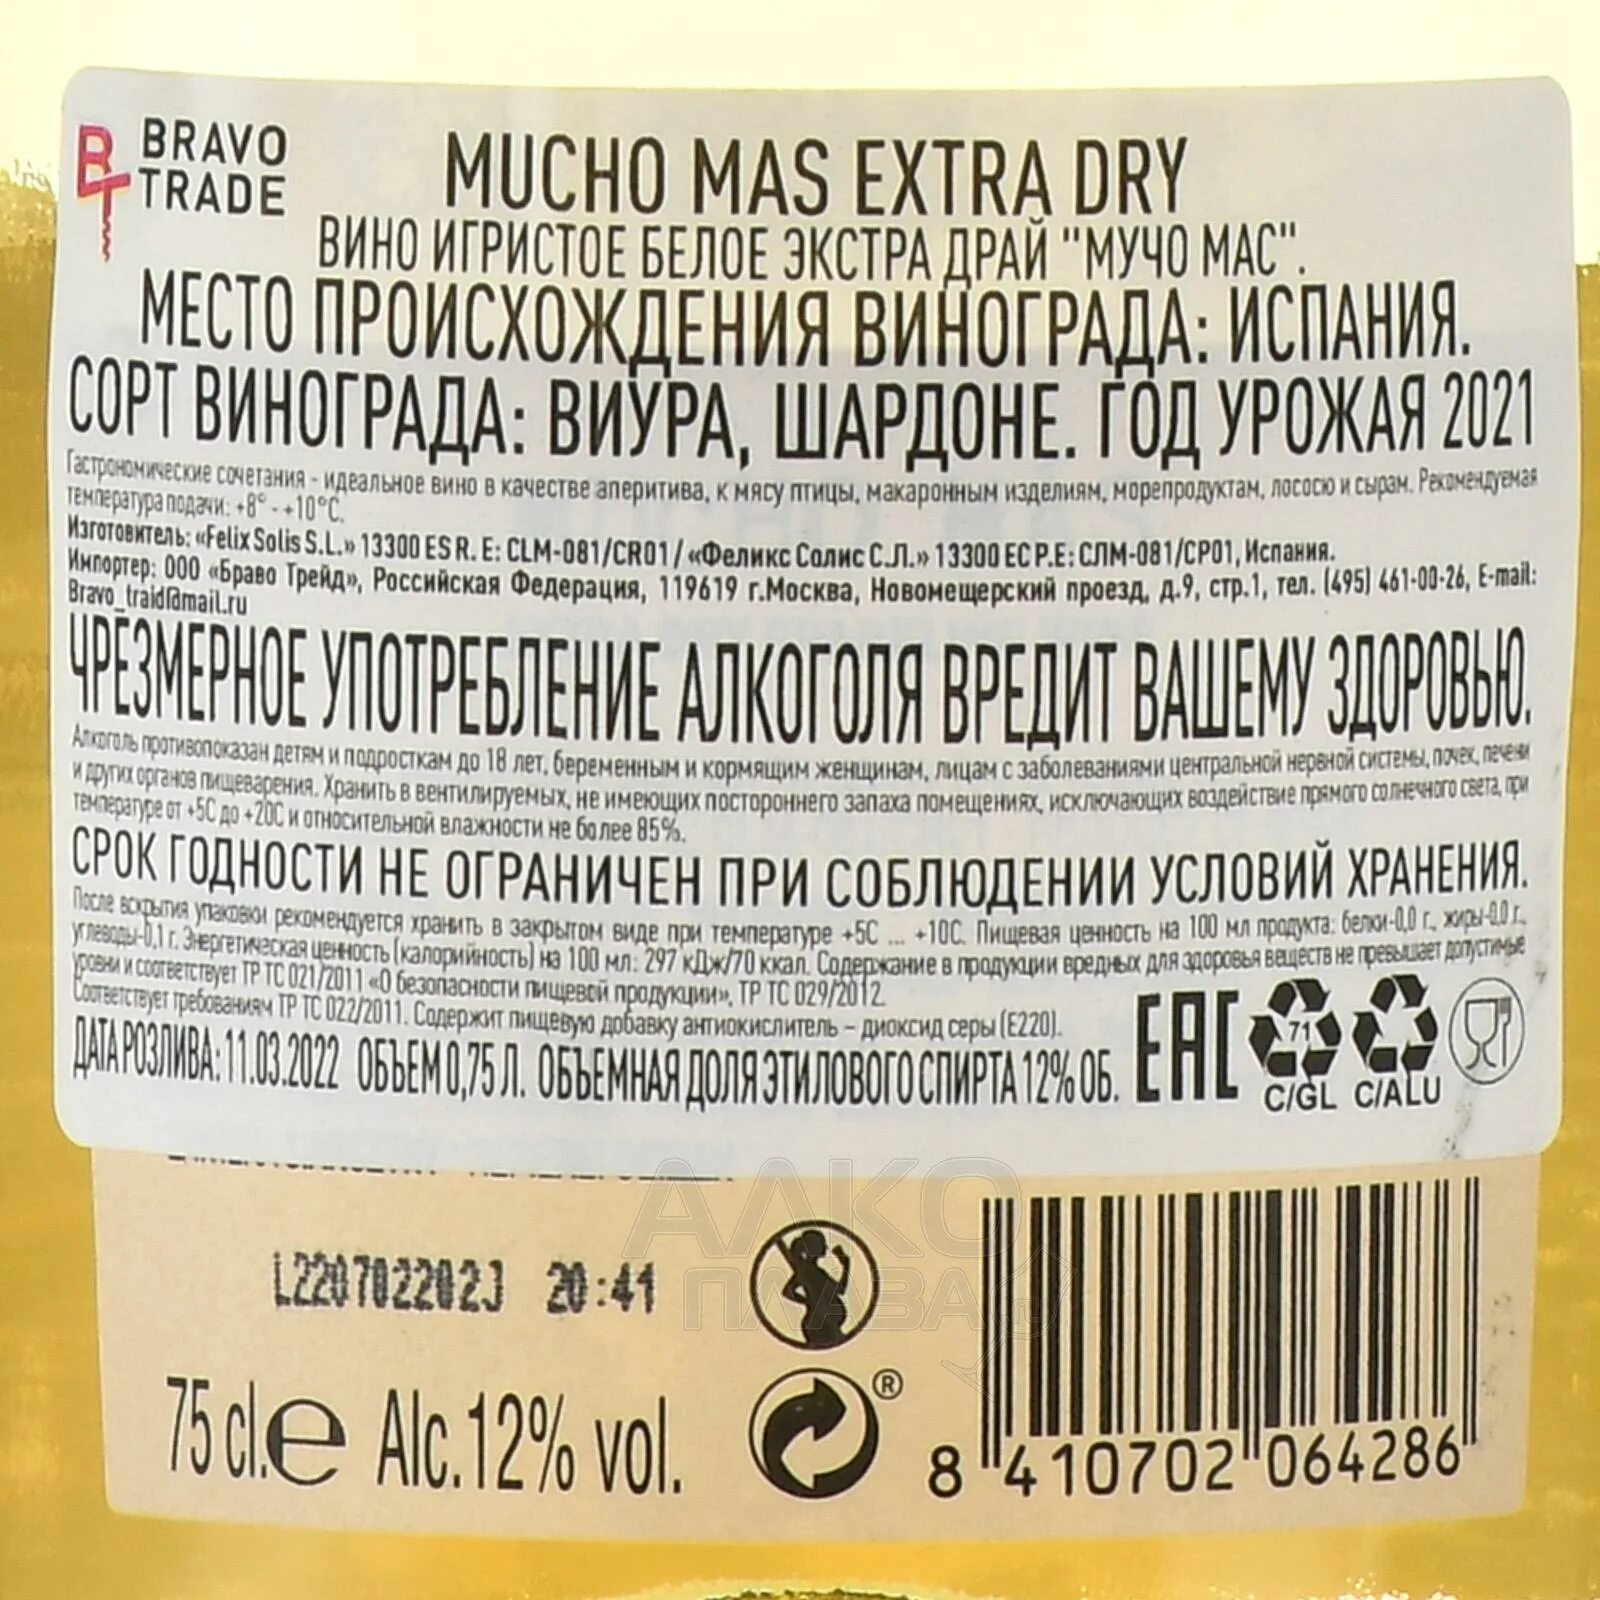 BRAVO
TRADE
MUCHO MAS EXTRA DRY
ВИНО ИГРИСТОЕ БЕЛОЕ ЭКСТРА ДРАЙ "МУЧО МАС".
МЕСТО ПРОИСХОЖДЕНИЯ ВИНОГРАДА: ИСПАНИЯ.
СОРТ ВИНОГРАДА: ВИУРА, ШАРДОНЕ. ГОД УРОЖАЯ 2021
Гастрономические сочетания - идеальное вино в качестве аперитива, к мясу птицы, макаронным изделиям, морепродуктам, лососю и сырам. Рекомендуемая
температура подачи: +8° - +10°C.
Изготовитель: «Felix Solis S.L.» 13300 ES R. E: CLM-081/CR01 / «Феликс Солис С.Л.» 13300 ЕС Р.Е: СЛМ-081/СР01, Испания.
Импортер: ООО «Браво Трейд», Российская Федерация, 119619 г.Москва, Новомещерский проезд, д.9, стр.1, тел. (495) 461-00-26, E-mail:
Bravo_traid@mail.ru
ЧРЕЗМЕРНОЕ УПОТРЕБЛЕНИЕ АЛКОГОЛЯ ВРЕДИТ ВАШЕМУ ЗДОРОВЬЮ.
Алкоголь противопоказан детям и подросткам до 18 лет, беременным и кормящим женщинам, лицам с заболеваниями центральной нервной системы, почек, печени
и других органов пищеварения. Хранить в вентилируемых, не имеющих постороннего запаха помещениях, исключающих воздействие прямого солнечного света, при
температуре от +5С до +20С и относительной влажности не более 85%.
СРОК ГОДНОСТИ НЕ ОГРАНИЧЕН ПРИ СОБЛЮДЕНИИ УСЛОВИЙ ХРАНЕНИЯ.
После вскрытия упаковки рекомендуется хранить в закрытом виде при температуре +5С ... +10С. Пищевая ценность на 100 мл продукта: белки-0,0 г., жиры-0,0 г.,
углеводы-0,1 г. Энергетическая ценность (калорийность) на 100 мл: 297 кДж/70 ккал. Содержание в продукции вредных для здоровья веществ не превышает допустимые
уровни и соответствует ТР ТС 021/2011 «О безопасности пищевой продукции», ТР ТС 029/2012.
Соответствует требованиям ТР ТС 022/2011. Содержит пищевую добавку антиокислитель – диоксид серы (Е220).
ДАТА РОЗЛИВА: 11.03.2022 ОБЪЕМ 0,75 Л. ОБЪЕМНАЯ ДОЛЯ ЭТИЛОВОГО СПИРТА 12% ОБ.
EAC
71
C/GL C/ALU
L220702202J 20:41
АЛКО
ПЛАЗА
75 cl.e Alc.12% vol.
®
8 410702 064286